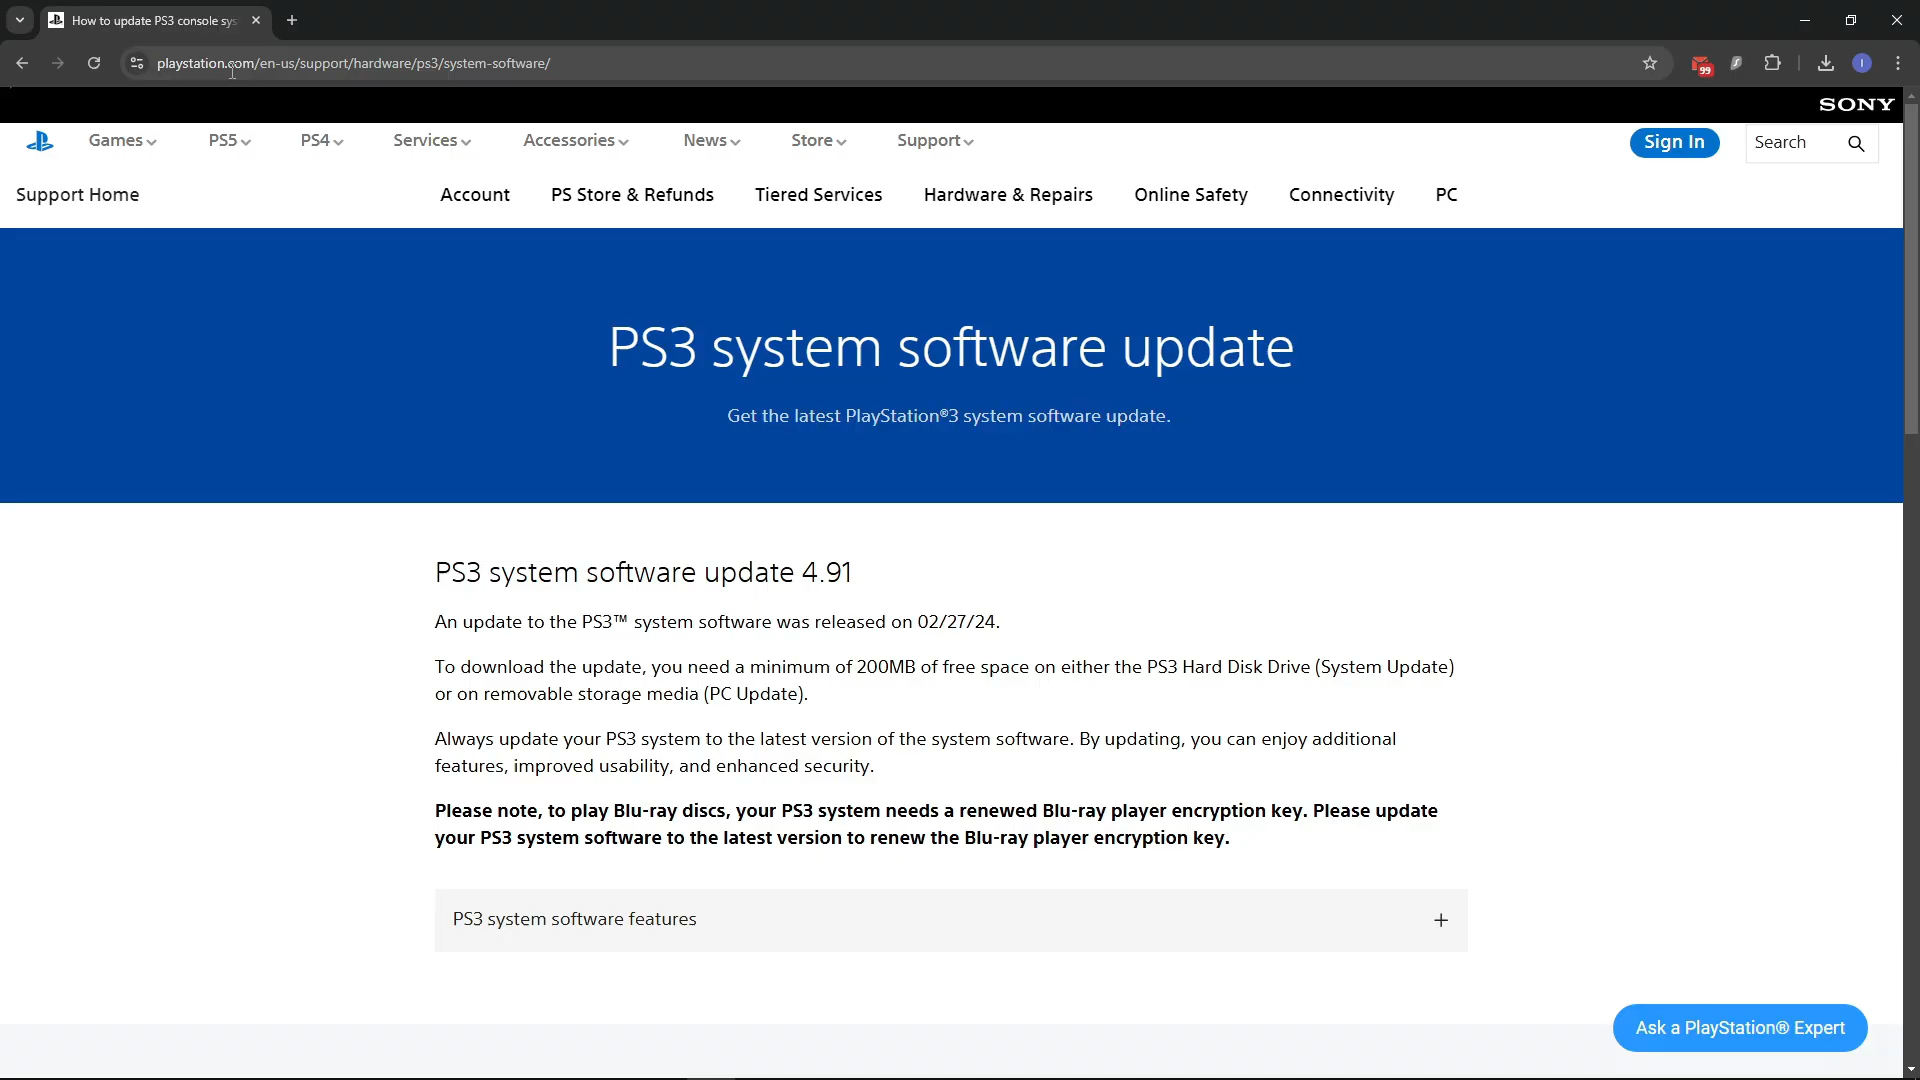 How to update PS3 console sys
playstation.com/en-us/support/hardware/ps3/system-software/
99
I
SONY
Games
PS5
PS4
Services
Accessories
News
Store
Support
Sign In
Search
Support Home
Account
PS Store & Refunds
Tiered Services
Hardware & Repairs
Online Safety
Connectivity
PC
PS3 system software update
Get the latest PlayStation®3 system software update.
PS3 system software update 4.91
An update to the PS3™ system software was released on 02/27/24.
To download the update, you need a minimum of 200MB of free space on either the PS3 Hard Disk Drive (System Update)
or on removable storage media (PC Update).
Always update your PS3 system to the latest version of the system software. By updating, you can enjoy additional
features, improved usability, and enhanced security.
Please note, to play Blu-ray discs, your PS3 system needs a renewed Blu-ray player encryption key. Please update
your PS3 system software to the latest version to renew the Blu-ray player encryption key.
PS3 system software features
Ask a PlayStation® Expert